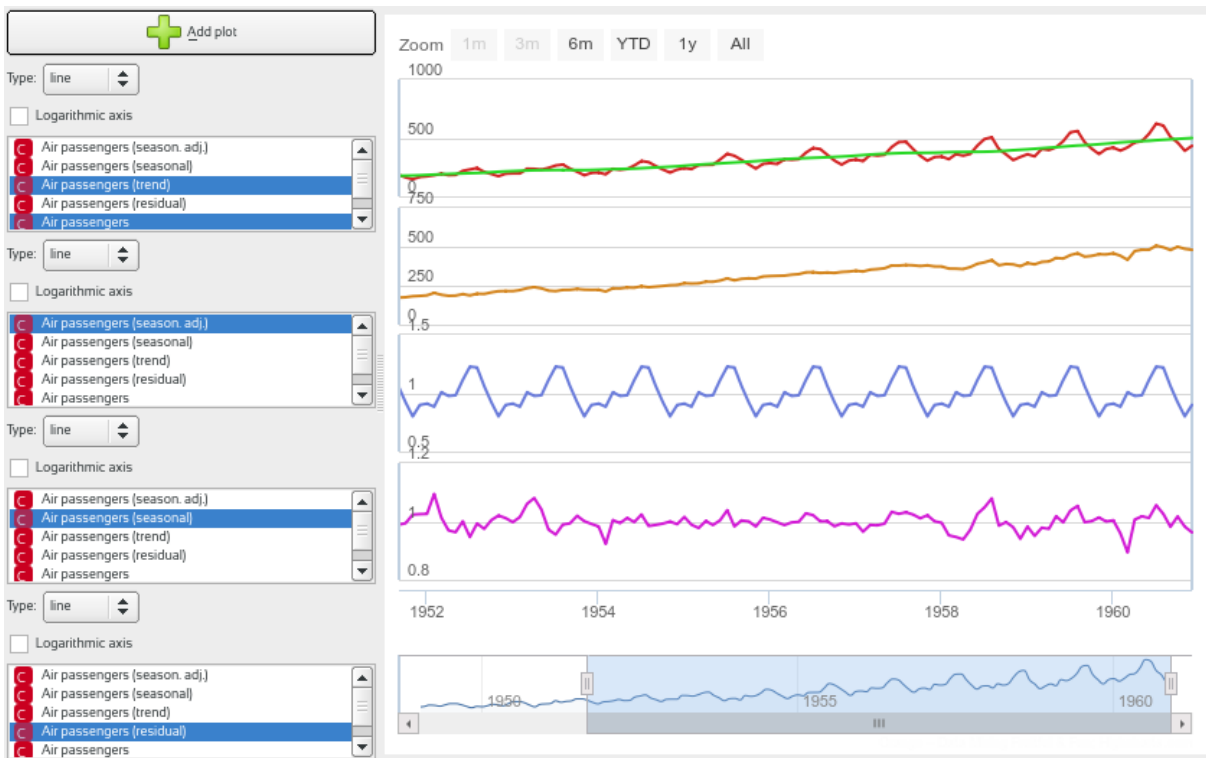 Add plot
Type: line
Logarithmic axis
C Air passengers (season. adj.)
C Air passengers (seasonal)
C Air passengers (trend)
C Air passengers (residual)
C Air passengers
Type: line
Logarithmic axis
C Air passengers (season. adj.)
C Air passengers (seasonal)
C Air passengers (trend)
C Air passengers (residual)
C Air passengers
Type: line
Logarithmic axis
C Air passengers (season. adj.)
C Air passengers (seasonal)
C Air passengers (trend)
C Air passengers (residual)
C Air passengers
Type: line
Logarithmic axis
C Air passengers (season. adj.)
C Air passengers (seasonal)
C Air passengers (trend)
C Air passengers (residual)
C Air passengers
Zoom 1m 3m 6m YTD 1y All
1000
500
0
750
500
250
0
1.5
1
0.5
1.2
1
0.8
1952 1954 1956 1958 1960
1950 1955 1960